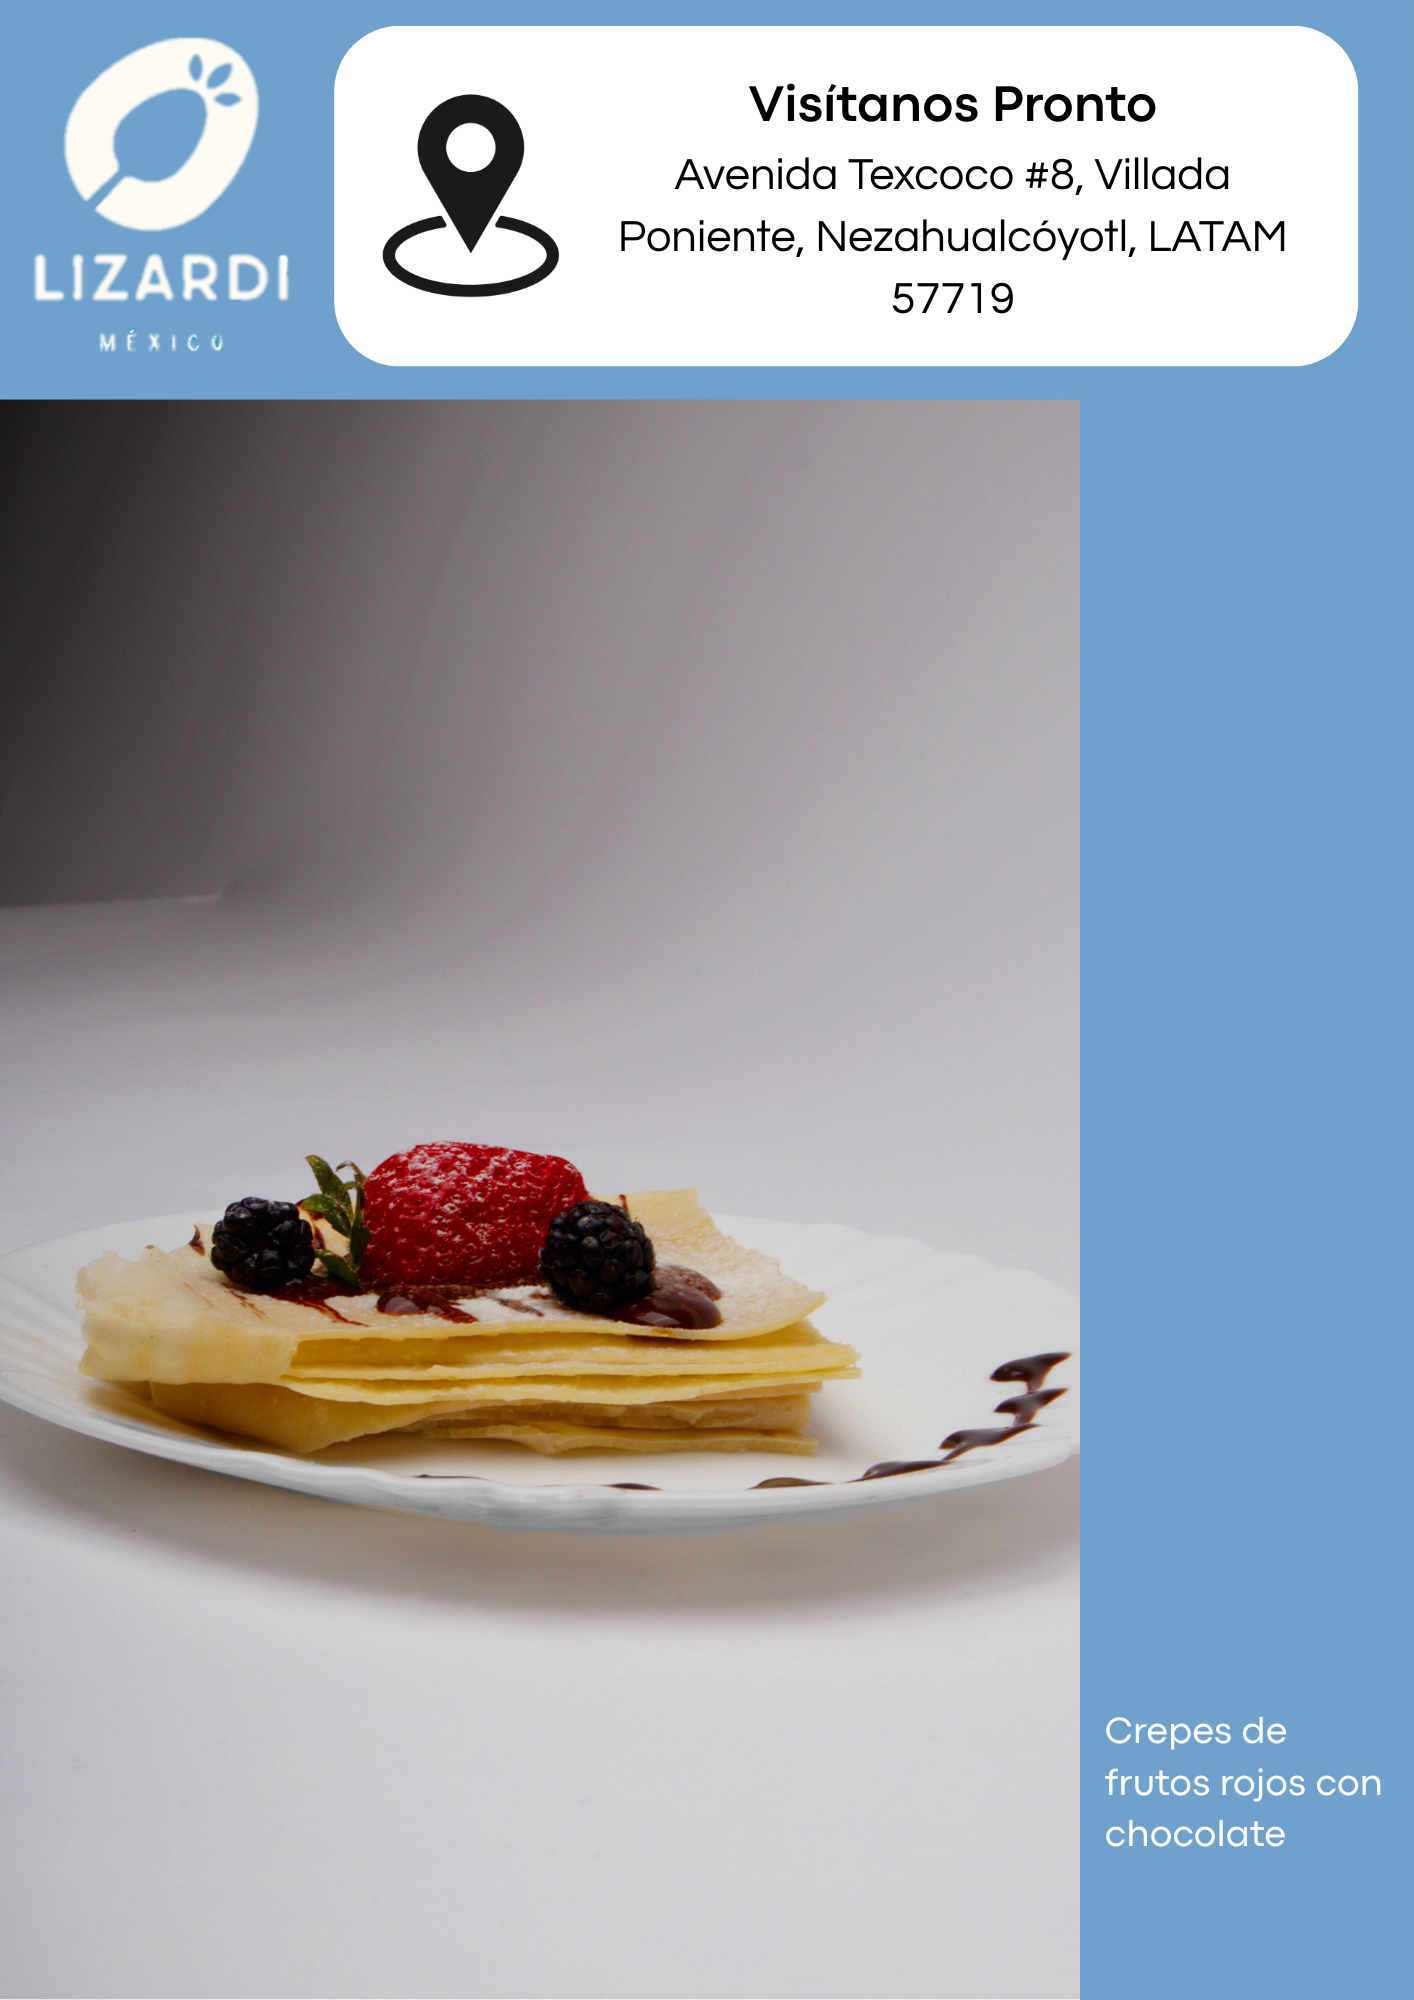 LIZARDI
MÉXICO
Visítanos Pronto
Avenida Texcoco #8, Villada
Poniente, Nezahualcóyotl, LATAM
57719
Crepes de
frutos rojos con
chocolate